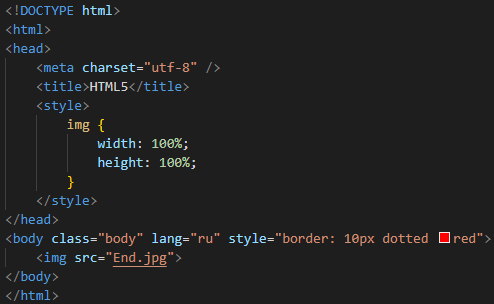 <!DOCTYPE html>
<html>
<head>
    <meta charset="utf-8" />
    <title>HTML5</title>
    <style>
        img {
            width: 100%;
            height: 100%;
        }
    </style>
</head>
<body class="body" lang="ru" style="border: 10px dotted red">
    <img src="End.jpg">
</body>
</html>